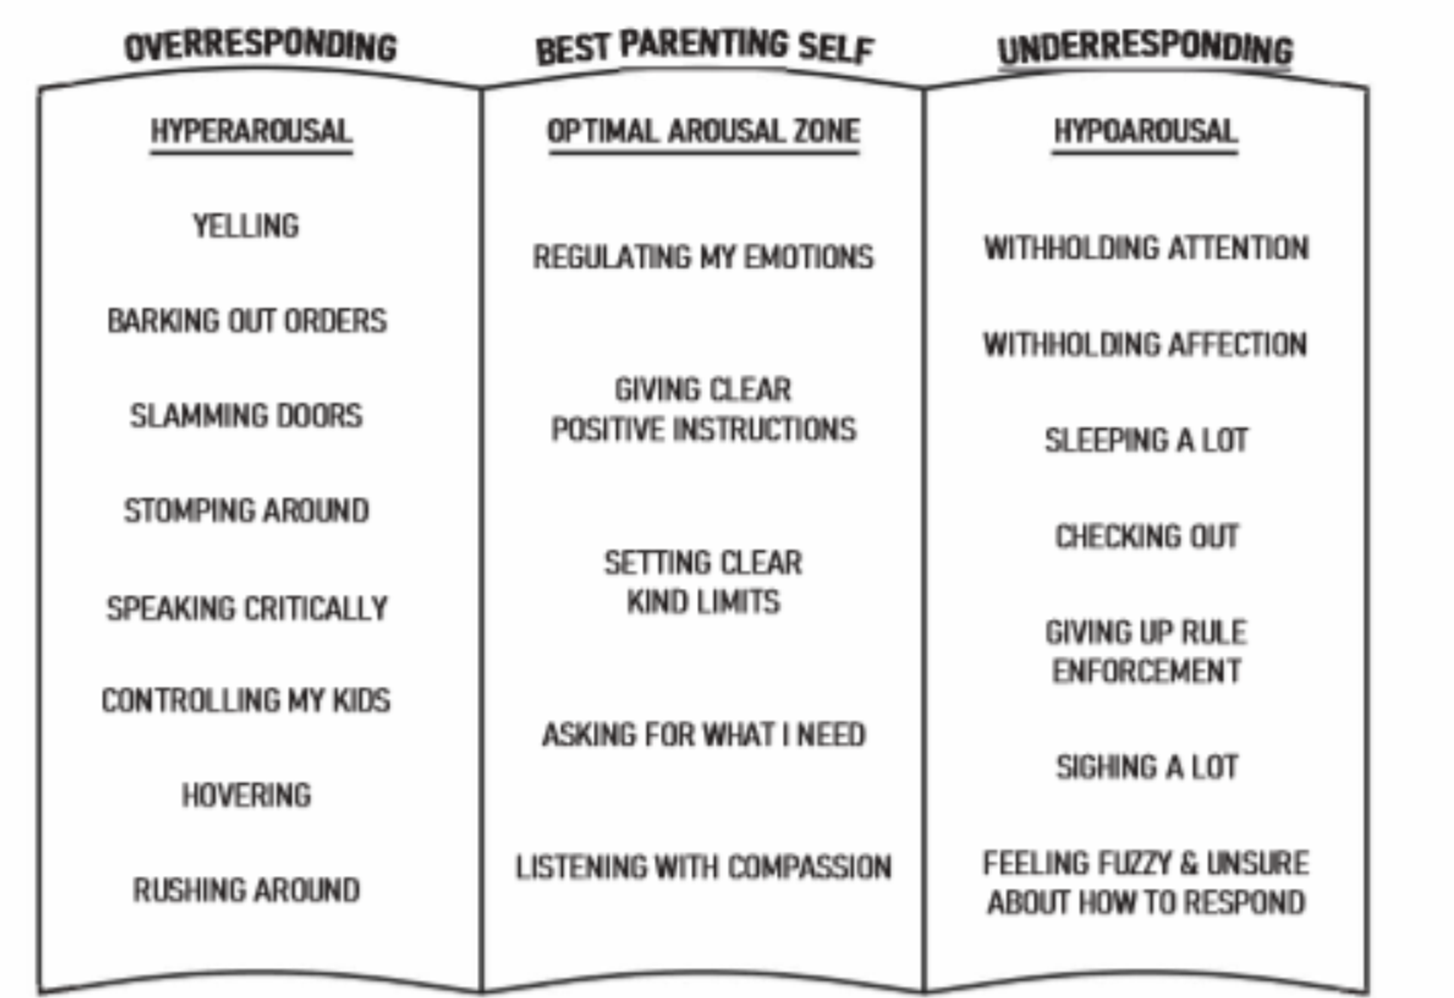 OVERRESPONDING
HYPERAROUSAL
YELLING
BARKING OUT ORDERS
SLAMMING DOORS
STOMPING AROUND
SPEAKING CRITICALLY
CONTROLLING MY KIDS
HOVERING
RUSHING AROUND
BEST PARENTING SELF
OPTIMAL AROUSAL ZONE
REGULATING MY EMOTIONS
GIVING CLEAR
POSITIVE INSTRUCTIONS
SETTING CLEAR
KIND LIMITS
ASKING FOR WHAT I NEED
LISTENING WITH COMPASSION
UNDERRESPONDING
HYPOAROUSAL
WITHHOLDING ATTENTION
WITHHOLDING AFFECTION
SLEEPING A LOT
CHECKING OUT
GIVING UP RULE
ENFORCEMENT
SIGHING A LOT
FEELING FUZZY & UNSURE
ABOUT HOW TO RESPOND